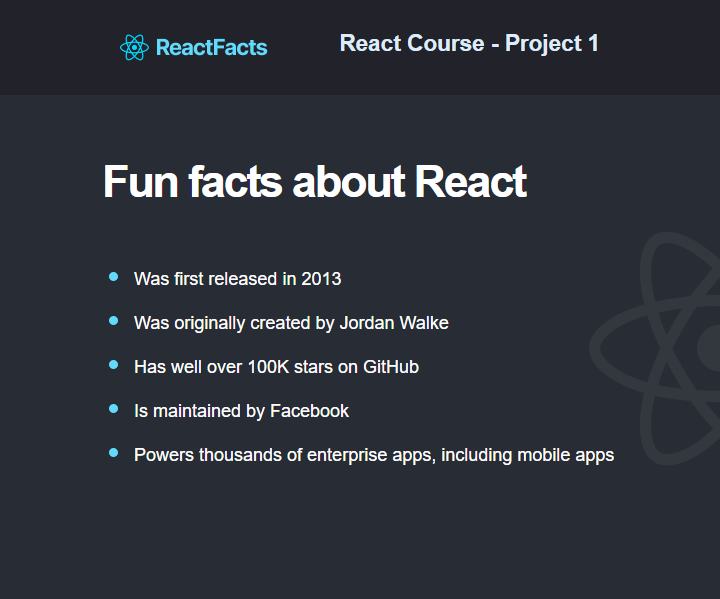 ReactFacts
React Course - Project 1
Fun facts about React
Was first released in 2013
Was originally created by Jordan Walke
Has well over 100K stars on GitHub
Is maintained by Facebook
Powers thousands of enterprise apps, including mobile apps